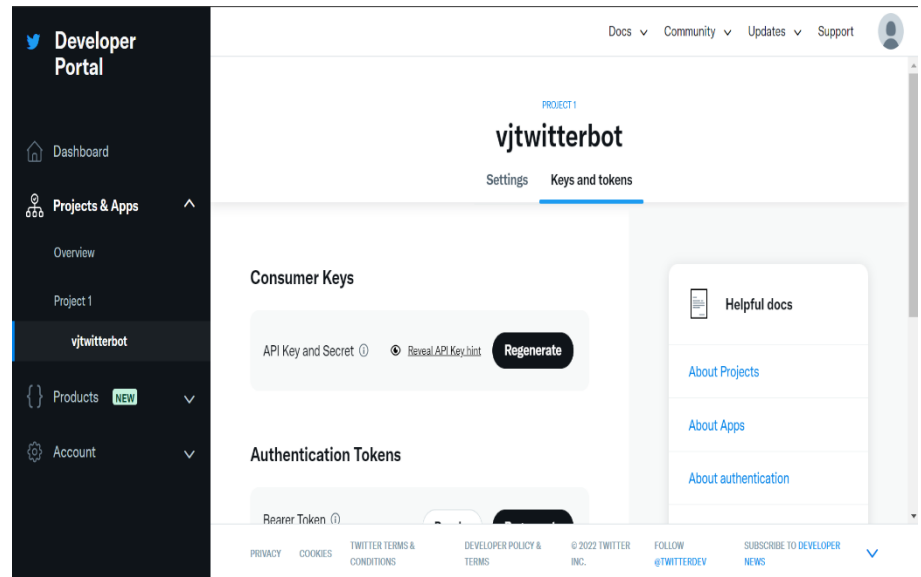 Developer
Portal
Docs
Community
Updates
Support
Dashboard
Projects & Apps
Overview
Project 1
vjtwitterbot
Products NEW
Account
PROJECT 1
vjtwitterbot
Settings
Keys and tokens
Consumer Keys
API Key and Secret
Reveal API Key hint
Regenerate
Authentication Tokens
Bearer Token
Helpful docs
About Projects
About Apps
About authentication
PRIVACY
COOKIES
TWITTER TERMS &
CONDITIONS
DEVELOPER POLICY &
TERMS
© 2022 TWITTER
INC.
FOLLOW
@TWITTERDEV
SUBSCRIBE TO DEVELOPER
NEWS